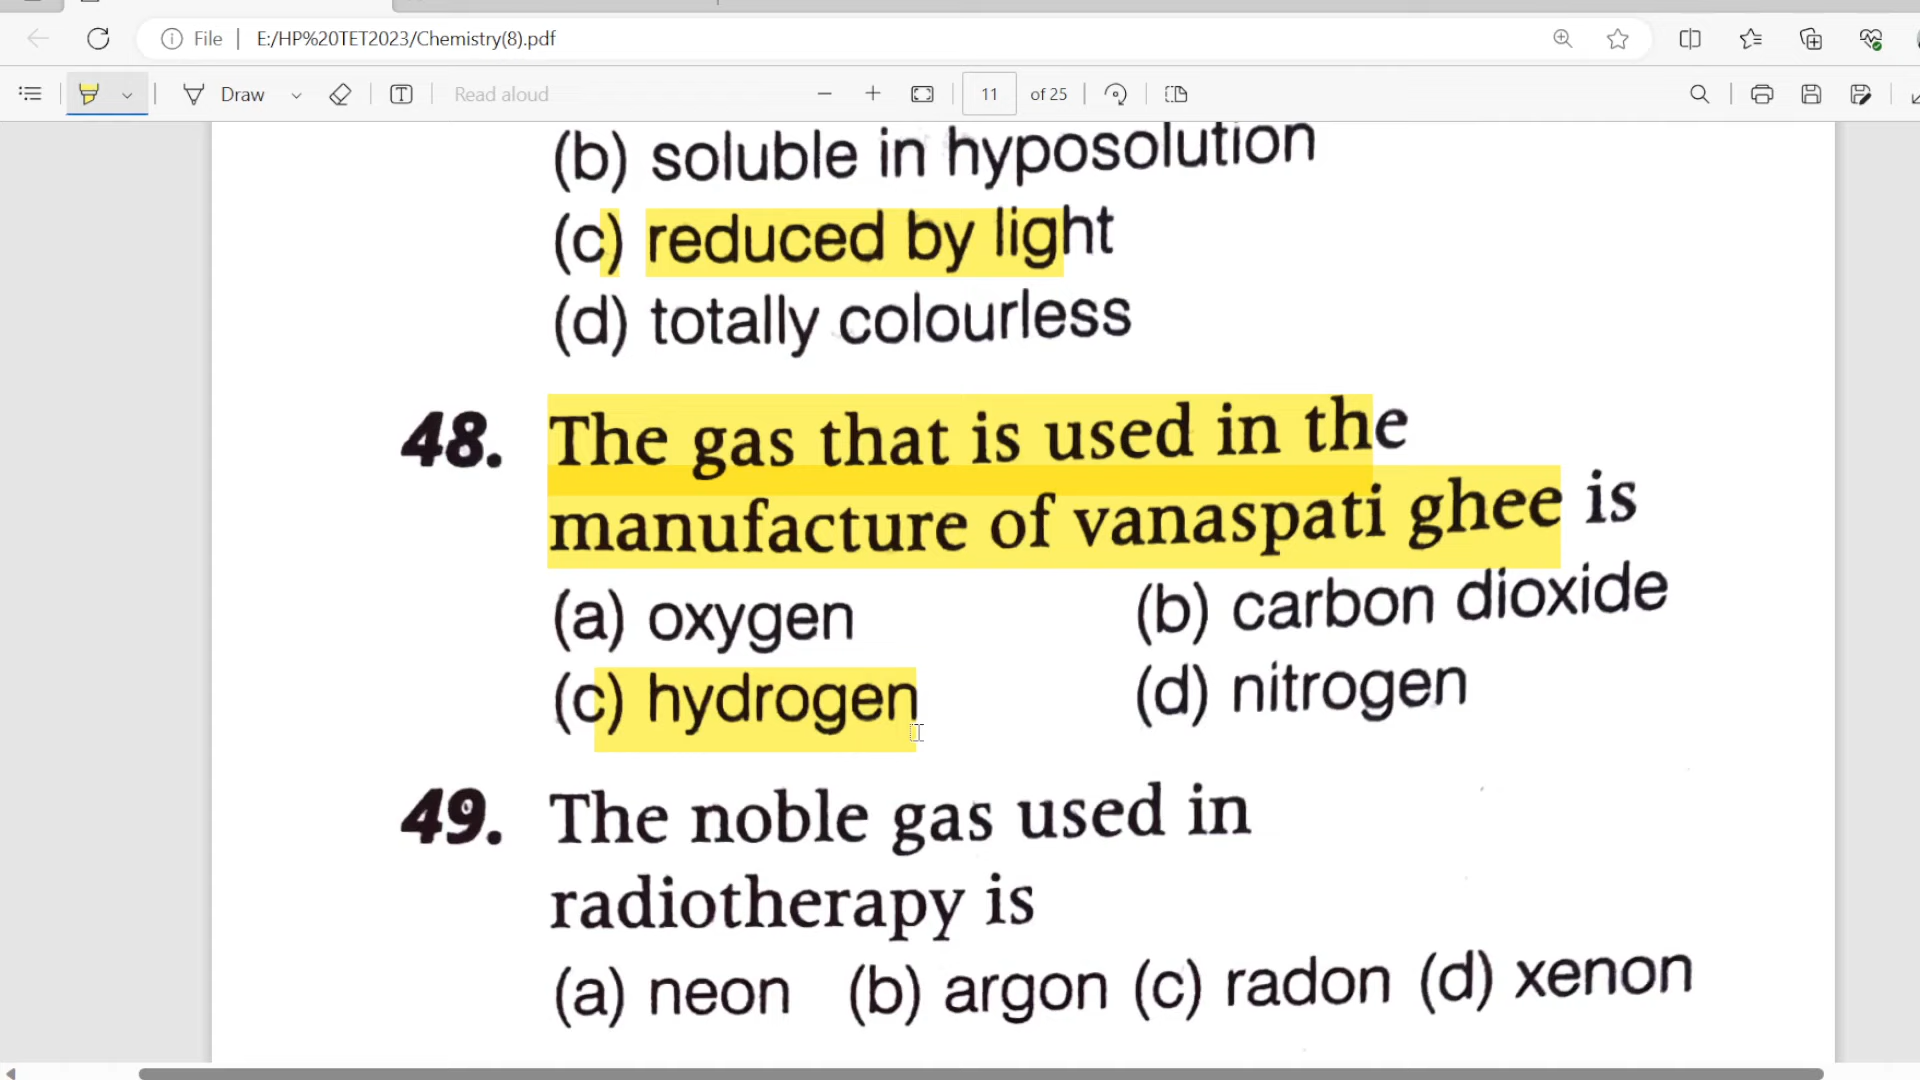 File | E:/HP%20TET2023/Chemistry(8).pdf
Draw Read aloud 11 of 25
(b) soluble in hyposolution
(c) reduced by light
(d) totally colourless
48. The gas that is used in the
manufacture of vanaspati ghee is
(a) oxygen (b) carbon dioxide
(c) hydrogen (d) nitrogen
49. The noble gas used in
radiotherapy is
(a) neon (b) argon (c) radon (d) xenon